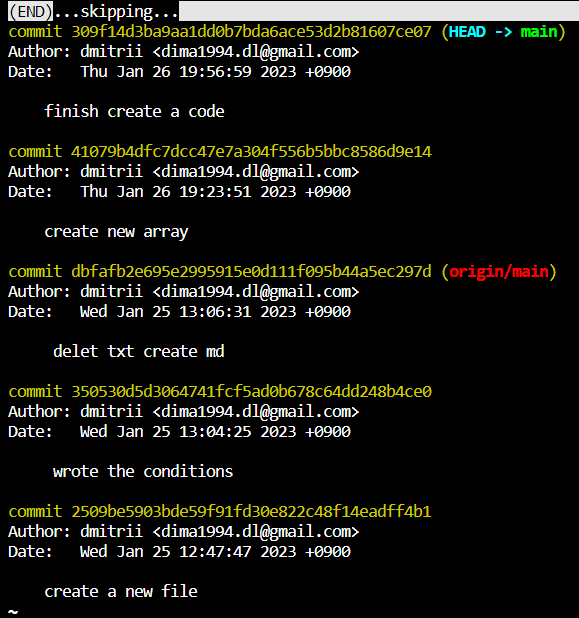 (END)...skipping...
commit 309f14d3ba9aa1dd0b7bda6ace53d2b81607ce07 (HEAD -> main)
Author: dmitrii <dima1994.dl@gmail.com>
Date:   Thu Jan 26 19:56:59 2023 +0900
    finish create a code
commit 41079b4dfc7dcc47e7a304f556b5bbc8586d9e14
Author: dmitrii <dima1994.dl@gmail.com>
Date:   Thu Jan 26 19:23:51 2023 +0900
    create new array
commit dbfafb2e695e2995915e0d111f095b44a5ec297d (origin/main)
Author: dmitrii <dima1994.dl@gmail.com>
Date:   Wed Jan 25 13:06:31 2023 +0900
     delet txt create md
commit 350530d5d3064741fcf5ad0b678c64dd248b4ce0
Author: dmitrii <dima1994.dl@gmail.com>
Date:   Wed Jan 25 13:04:25 2023 +0900
     wrote the conditions
commit 2509be5903bde59f91fd30e822c48f14eadff4b1
Author: dmitrii <dima1994.dl@gmail.com>
Date:   Wed Jan 25 12:47:47 2023 +0900
    create a new file
~